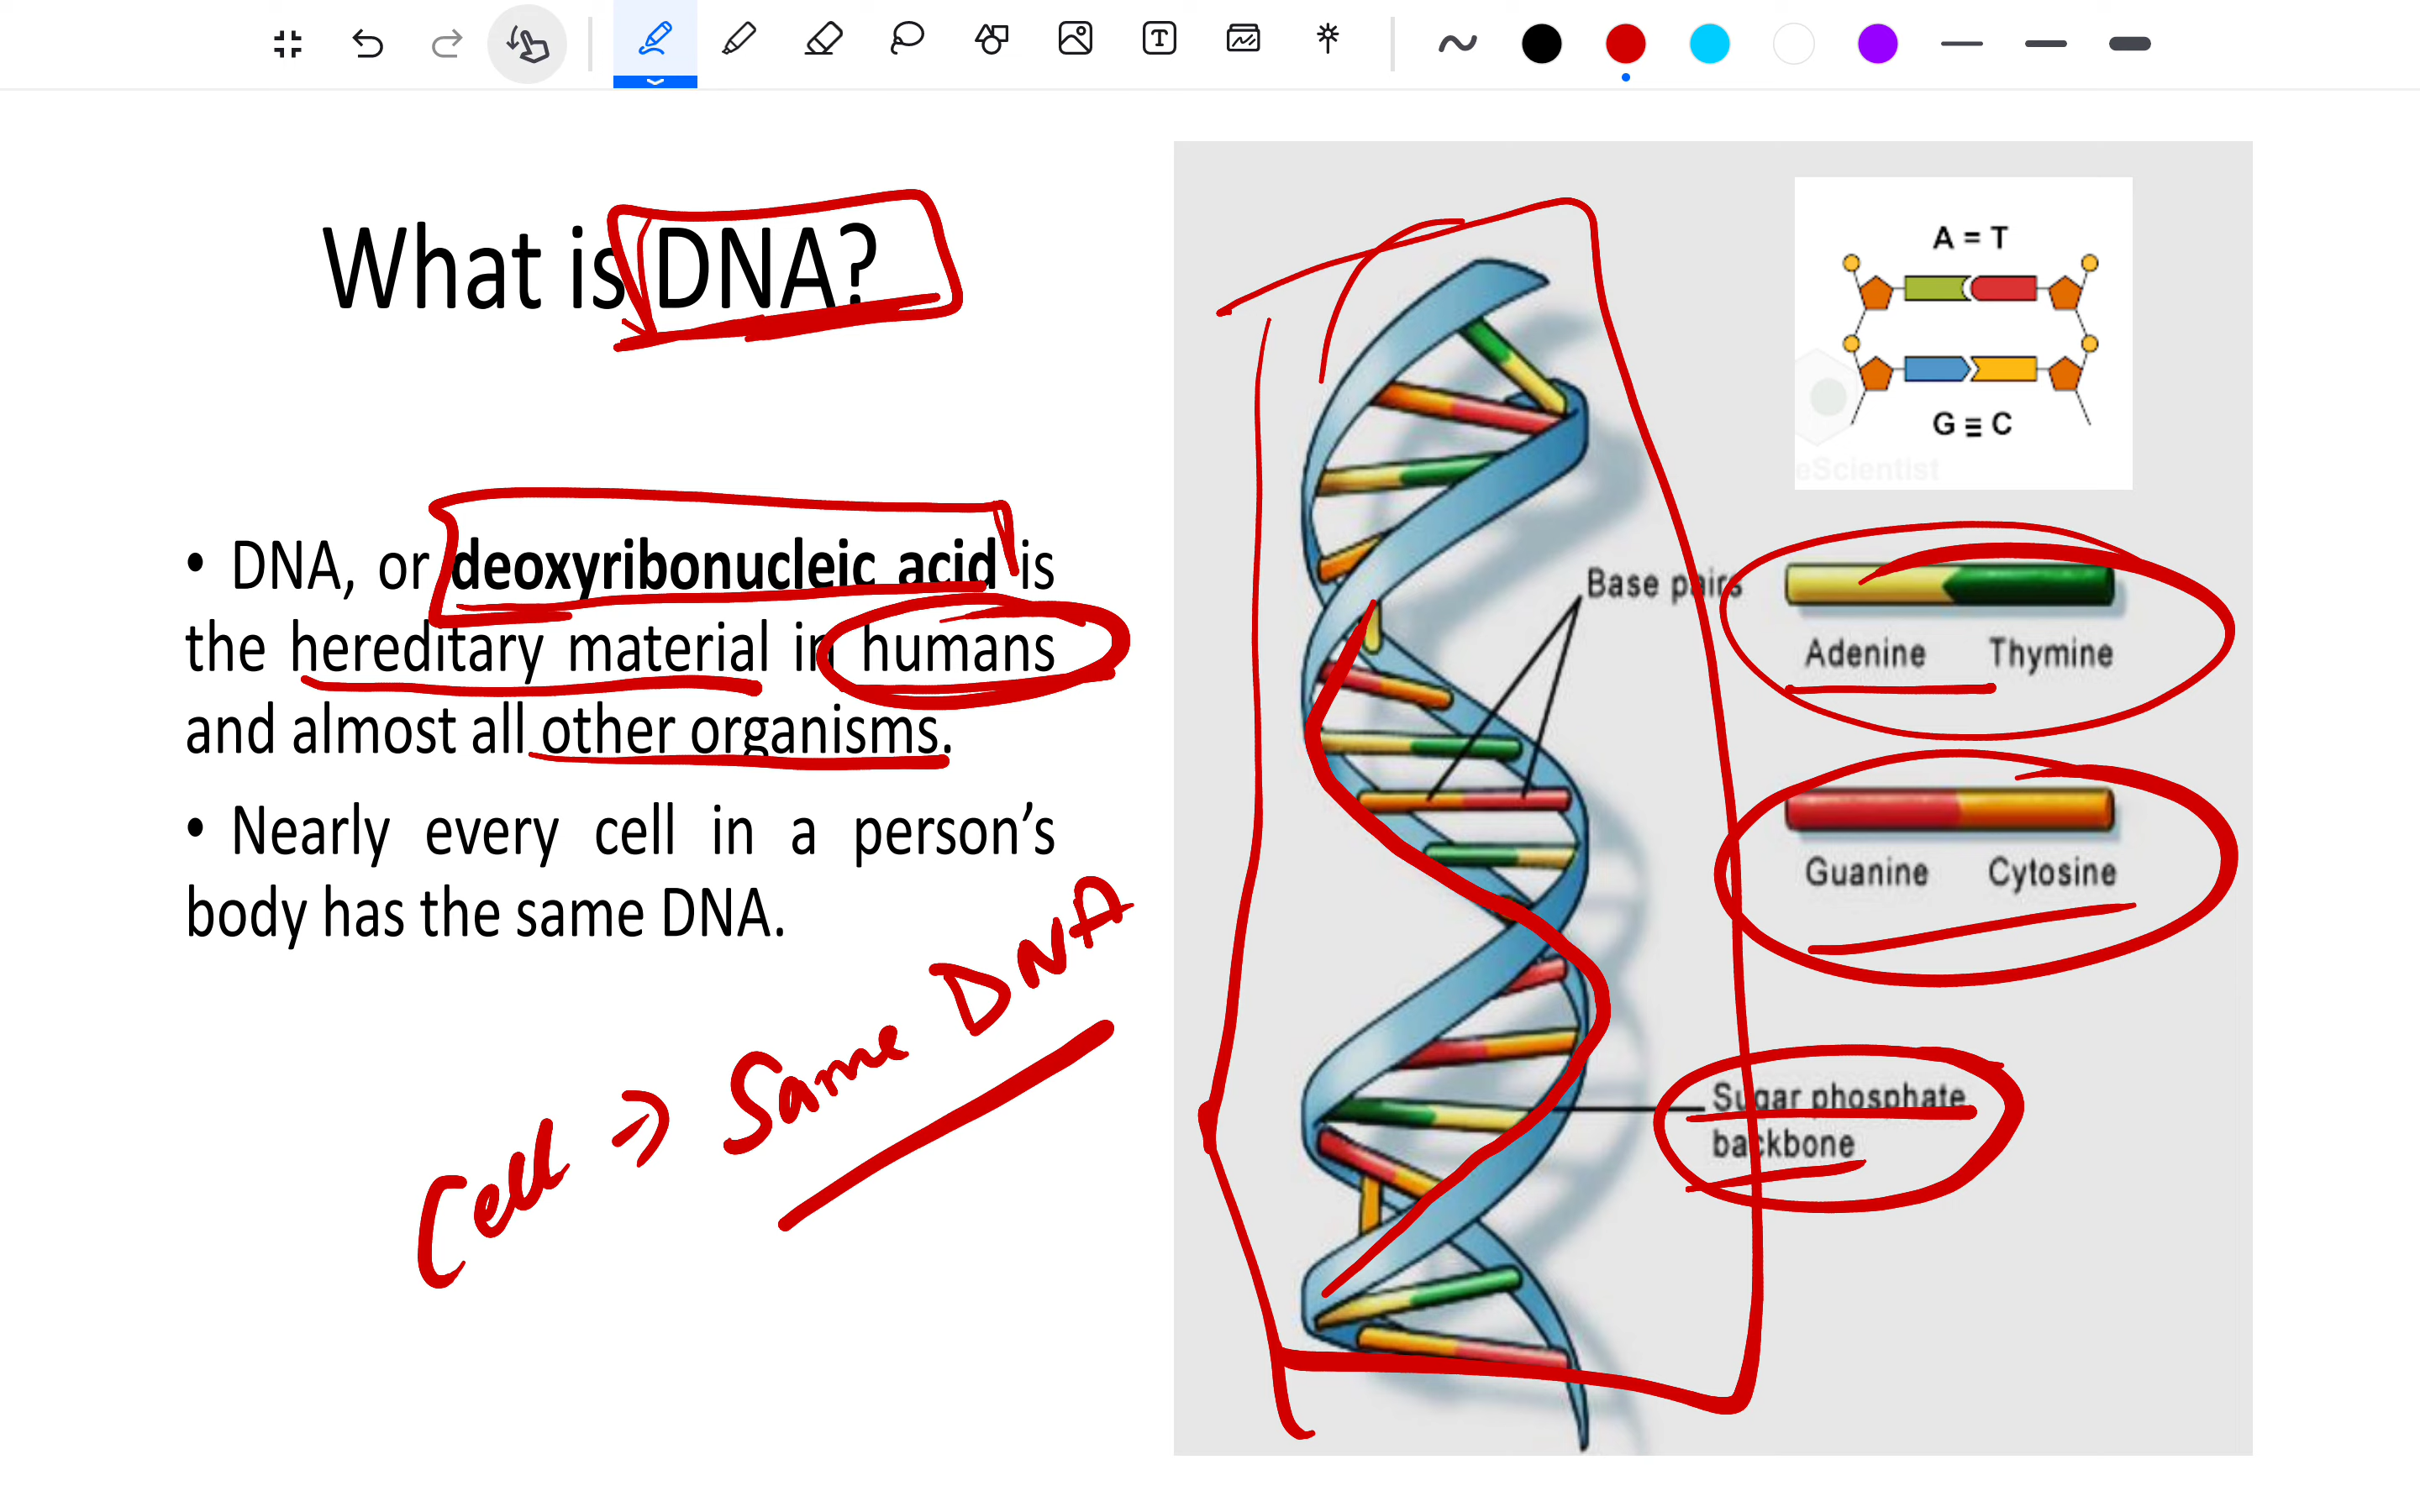 What is DNA?
• DNA, or deoxyribonucleic acid is
the hereditary material in humans
and almost all other organisms.
• Nearly every cell in a person's
body has the same DNA.
Cell => Same DNA
A = T
G ≡ C
eScientist
Base pairs
Adenine Thymine
Guanine Cytosine
Sugar phosphate
backbone